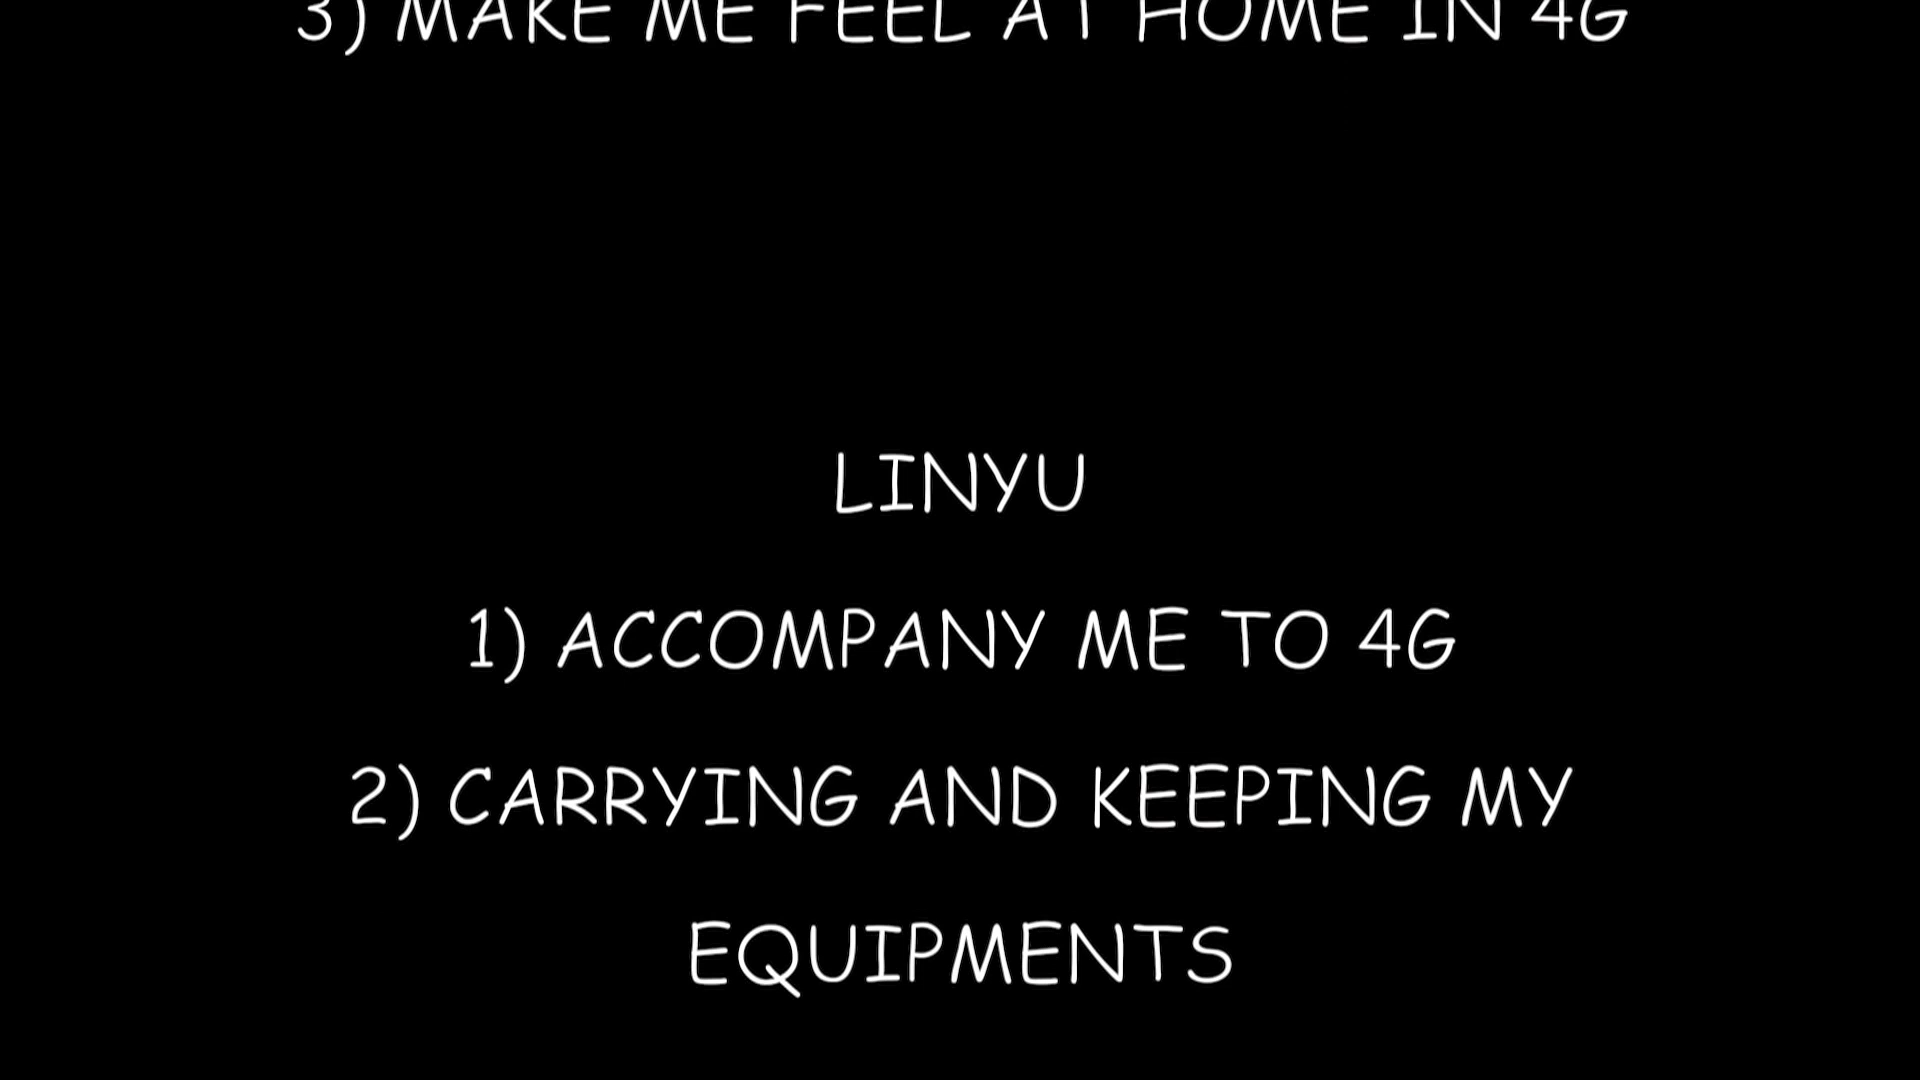 3) MAKE ME FEEL AT HOME IN 4G
LINYU
1) ACCOMPANY ME TO 4G
2) CARRYING AND KEEPING MY
EQUIPMENTS